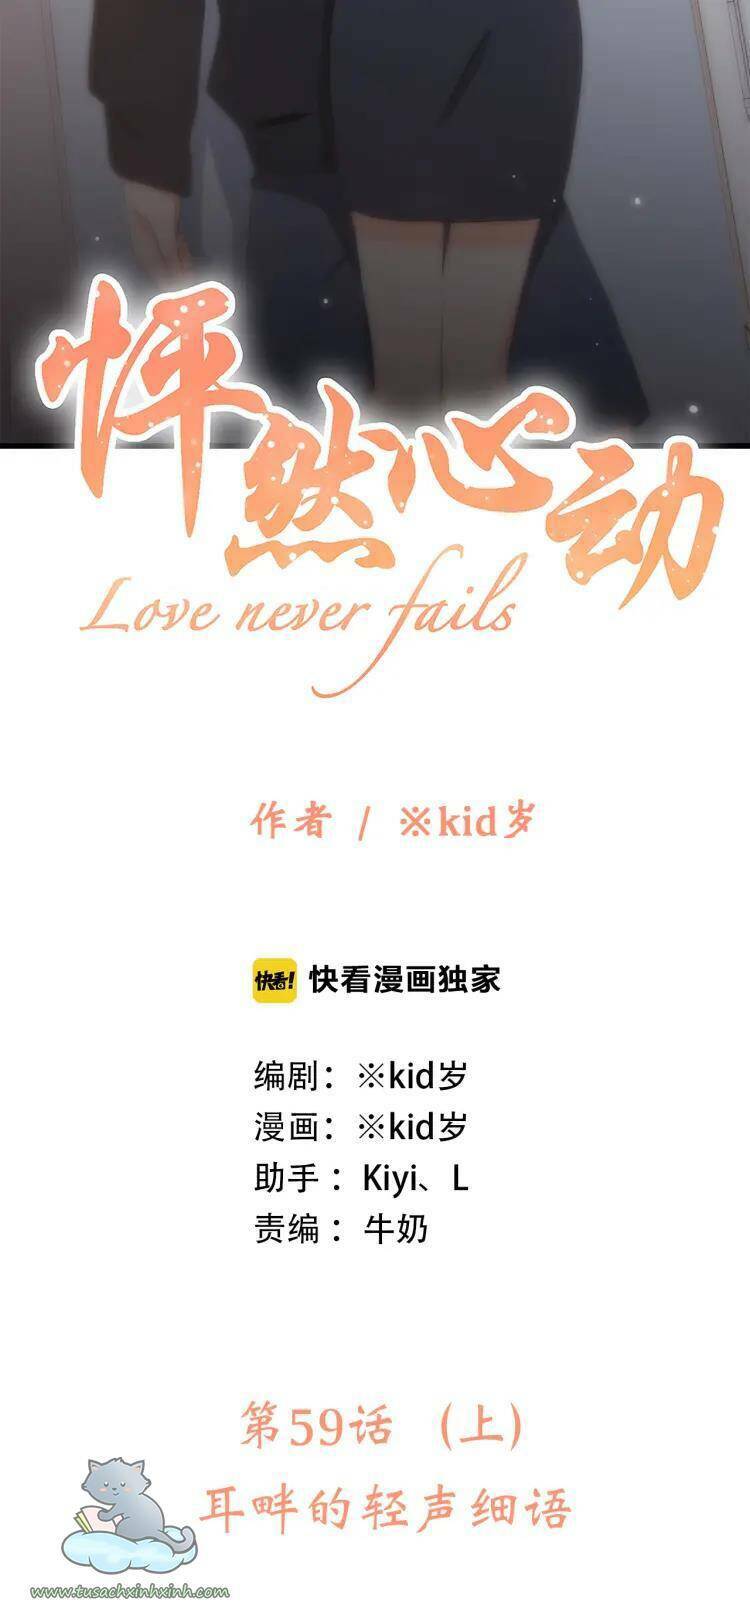 怦然心动
Love never fails
作者 / ※kid岁
快看! 快看漫画独家
编剧：※kid岁
漫画：※kid岁
助手：Kiyi、L
责编：牛奶
第59话（上）
耳畔的轻声细语
www.tusachxinhxinh.com